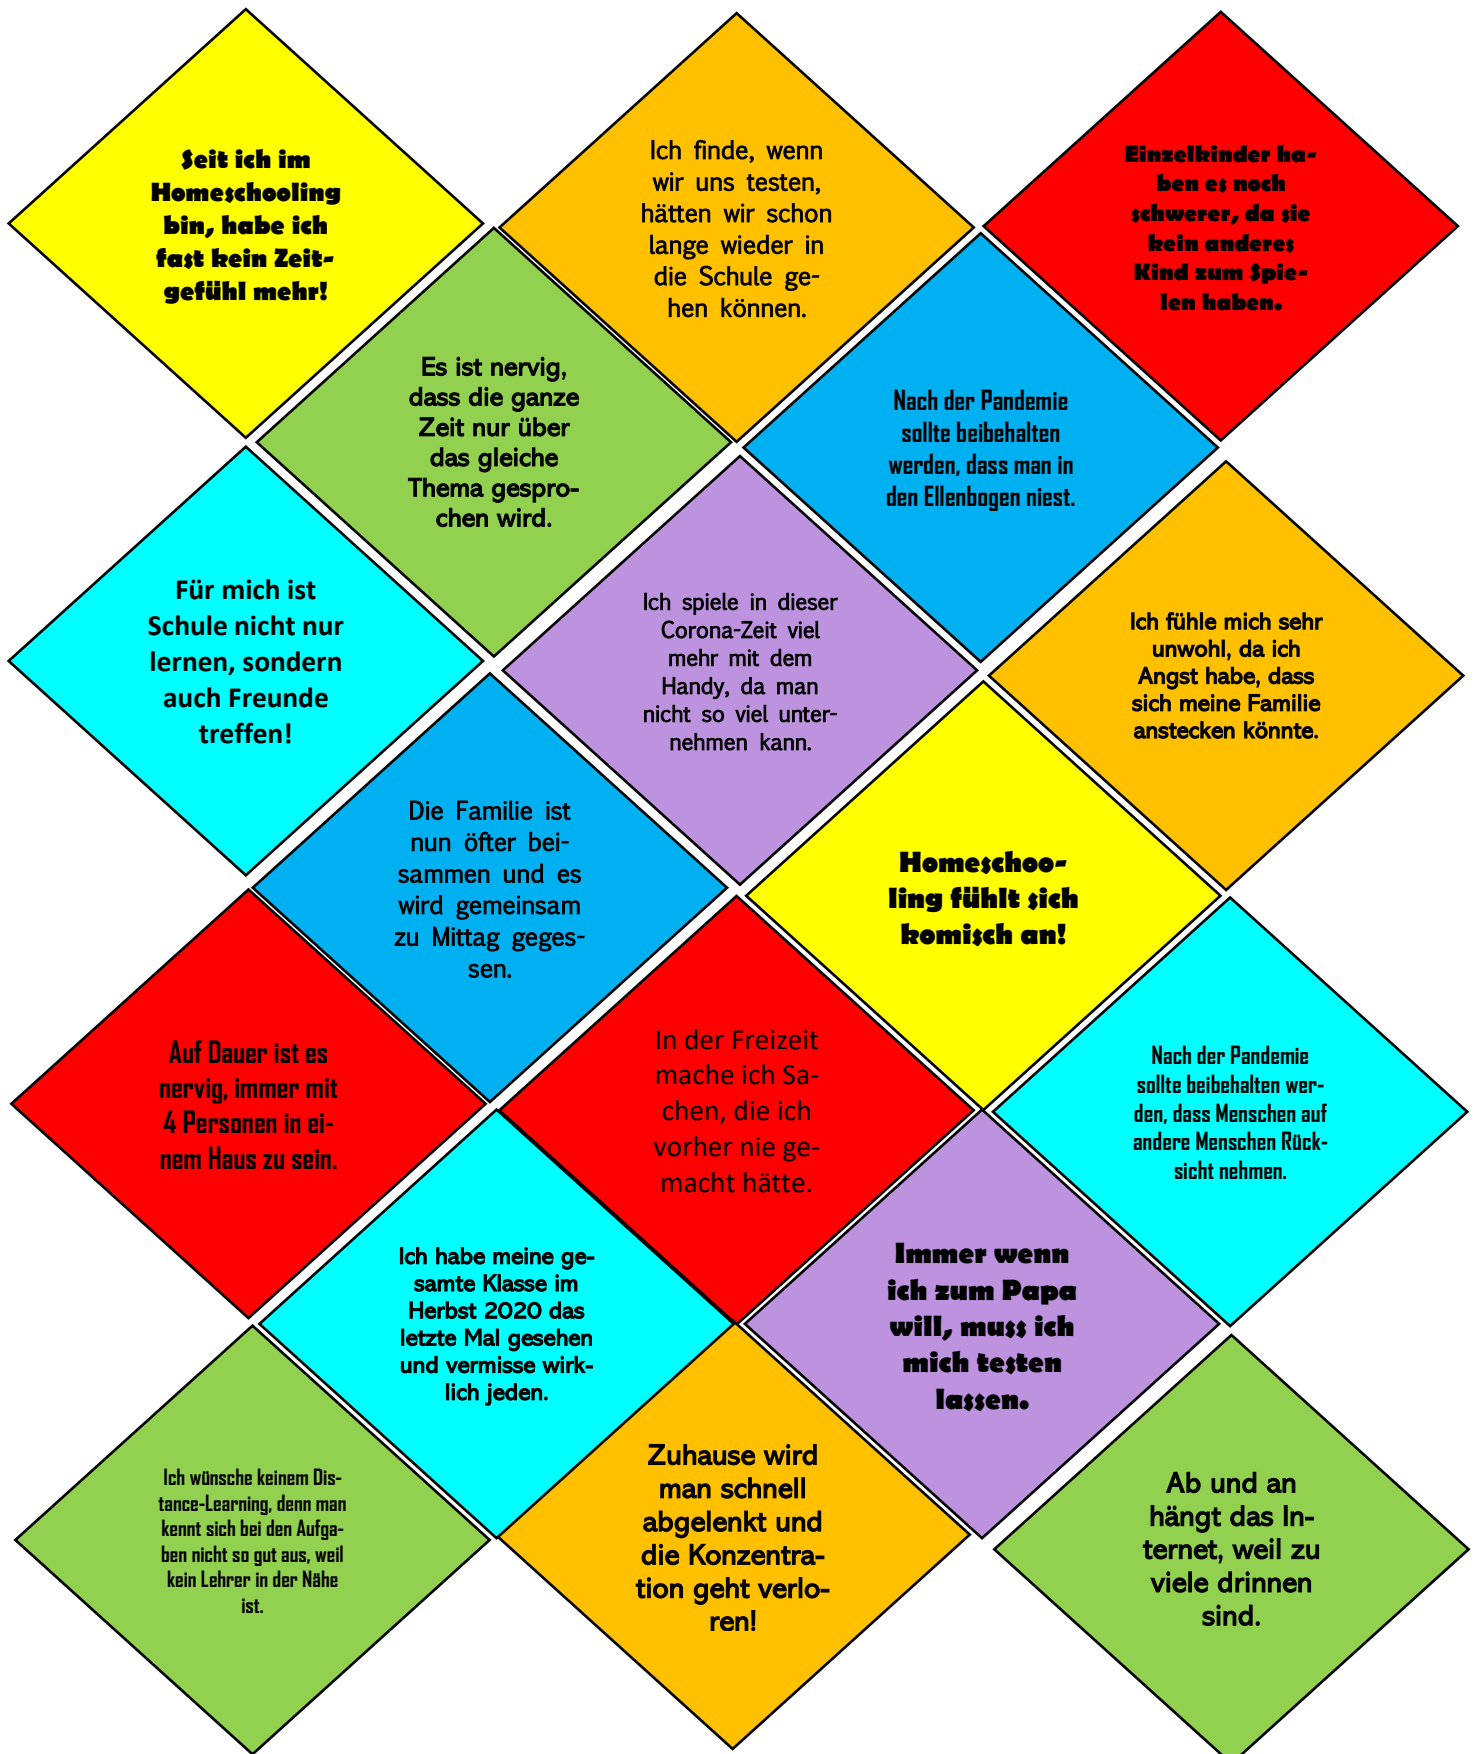 Seit ich im
Homeschooling
bin, habe ich
fast kein Zeit-
gefühl mehr!
Ich finde, wenn
wir uns testen,
hätten wir schon
lange wieder in
die Schule ge-
hen können.
Einzelkinder ha-
ben es noch
schwerer, da sie
kein anderes
Kind zum Spie-
len haben.
Es ist nervig,
dass die ganze
Zeit nur über
das gleiche
Thema gespro-
chen wird.
Nach der Pandemie
sollte beibehalten
werden, dass man in
den Ellenbogen niest.
Für mich ist
Schule nicht nur
lernen, sondern
auch Freunde
treffen!
Ich spiele in dieser
Corona-Zeit viel
mehr mit dem
Handy, da man
nicht so viel unter-
nehmen kann.
Ich fühle mich sehr
unwohl, da ich
Angst habe, dass
sich meine Familie
anstecken könnte.
Die Familie ist
nun öfter bei-
sammen und es
wird gemeinsam
zu Mittag geges-
sen.
Homeschoo-
ling fühlt sich
komisch an!
Auf Dauer ist es
nervig, immer mit
4 Personen in ei-
nem Haus zu sein.
In der Freizeit
mache ich Sa-
chen, die ich
vorher nie ge-
macht hätte.
Nach der Pandemie
sollte beibehalten wer-
den, dass Menschen auf
andere Menschen Rück-
sicht nehmen.
Ich habe meine ge-
samte Klasse im
Herbst 2020 das
letzte Mal gesehen
und vermisse wirk-
lich jeden.
Immer wenn
ich zum Papa
will, muss ich
mich testen
lassen.
Ich wünsche keinem Dis-
tance-Learning, denn man
kennt sich bei den Aufga-
ben nicht so gut aus, weil
kein Lehrer in der Nähe
ist.
Zuhause wird
man schnell
abgelenkt und
die Konzentra-
tion geht verlo-
ren!
Ab und an
hängt das In-
ternet, weil zu
viele drinnen
sind.